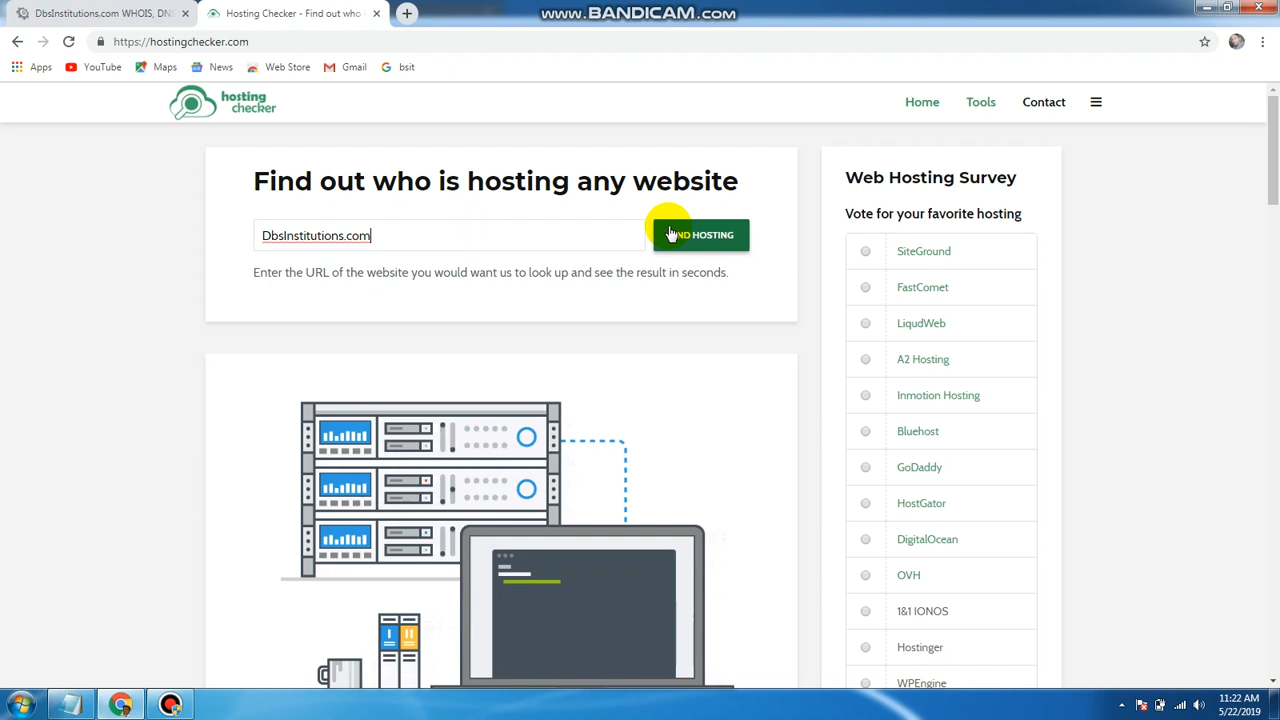 DbsInstitutions.com WHOIS, DNS
Hosting Checker - Find out who
www.BANDICAM.com
https://hostingchecker.com
Apps
YouTube
Maps
News
Web Store
Gmail
bsit
hosting checker
Home
Tools
Contact
Find out who is hosting any website
DbsInstitutions.com
HOSTING
Enter the URL of the website you would want us to look up and see the result in seconds.
Web Hosting Survey
Vote for your favorite hosting
SiteGround
FastComet
LiqudWeb
A2 Hosting
Inmotion Hosting
Bluehost
GoDaddy
HostGator
DigitalOcean
OVH
1&1 IONOS
Hostinger
WPEngine
11:22 AM
5/22/2019